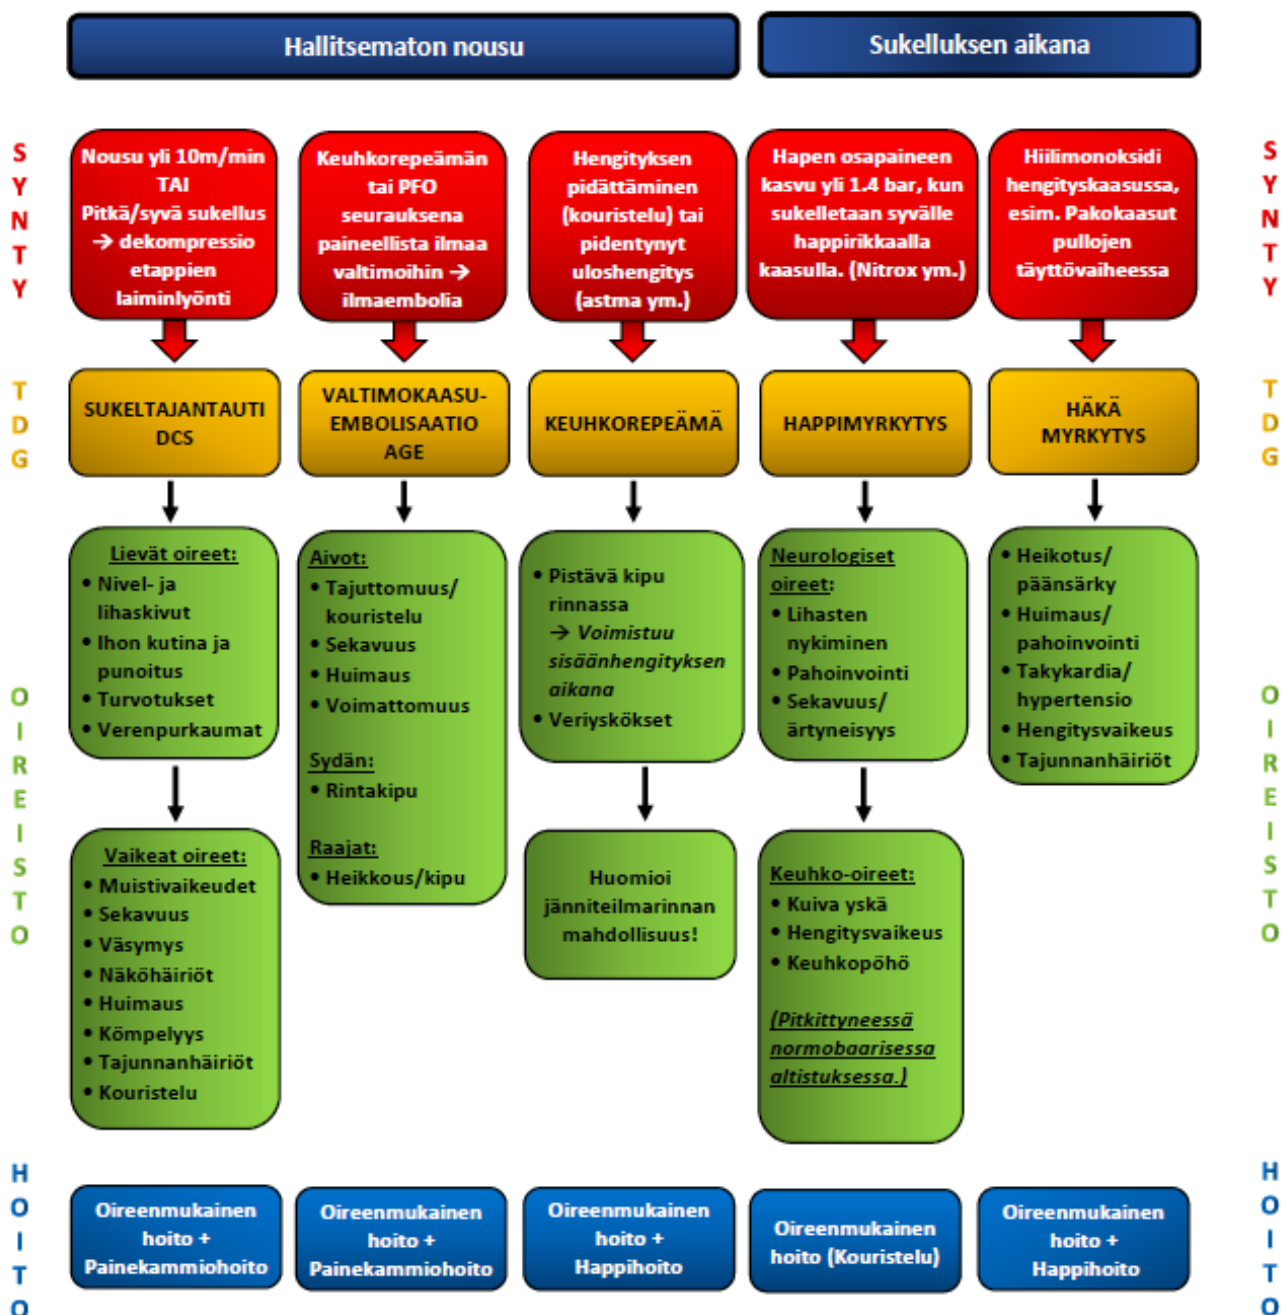 Hallitsematon nousu
Sukelluksen aikana
S
Y
N
T
Y
Nousu yli 10m/min
TAI
Pitkä/syvä sukellus
→ dekompressio
etappien
laiminlyönti
Keuhkorepeämän
tai PFO
seurauksena
paineellista ilmaa
valtimoihin →
ilmaembolia
Hengityksen
pidättäminen
(kouristelu) tai
pidentynyt
uloshengitys
(astma ym.)
Hapen osapaineen
kasvu yli 1.4 bar, kun
sukelletaan syvälle
happirikkaalla
kaasulla. (Nitrox ym.)
Hiilimonoksidi
hengityskaasussa,
esim. Pakokaasut
pullojen
täyttövaiheessa
S
Y
N
T
Y
T
D
G
SUKELTAJANTAUTI
DCS
VALTIMOKAASU-
EMBOLISAATIO
AGE
KEUHKOREPEÄMÄ
HAPPIMYRKYTYS
HÄKÄ
MYRKYTYS
T
D
G
O
I
R
E
I
S
T
O
Lievät oireet:
• Nivel- ja
lihaskivut
• Ihon kutina ja
punoitus
• Turvotukset
• Verenpurkaumat
Vaikeat oireet:
• Muistivaikeudet
• Sekavuus
• Väsymys
• Näköhäiriöt
• Huimaus
• Kömpelyys
• Tajunnanhäiriöt
• Kouristelu
Aivot:
• Tajuttomuus/
kouristelu
• Sekavuus
• Huimaus
• Voimattomuus
Sydän:
• Rintakipu
Raajat:
• Heikkous/kipu
• Pistävä kipu
rinnassa
→ Voimistuu
sisäänhengityksen
aikana
• Veriyskökset
Huomioi
jänniteilmarinnan
mahdollisuus!
Neurologiset
oireet:
• Lihasten
nykiminen
• Pahoinvointi
• Sekavuus/
ärtyneisyys
Keuhko-oireet:
• Kuiva yskä
• Hengitysvaikeus
• Keuhkopöhö
(Pitkittyneessä
normobaarisessa
altistuksessa.)
• Heikotus/
päänsärky
• Huimaus/
pahoinvointi
• Takykardia/
hypertensio
• Hengitysvaikeus
• Tajunnanhäiriöt
O
I
R
E
I
S
T
O
H
O
I
T
O
Oireenmukainen
hoito +
Painekammiohoito
Oireenmukainen
hoito +
Painekammiohoito
Oireenmukainen
hoito +
Happihoito
Oireenmukainen
hoito (Kouristelu)
Oireenmukainen
hoito +
Happihoito
H
O
I
T
O